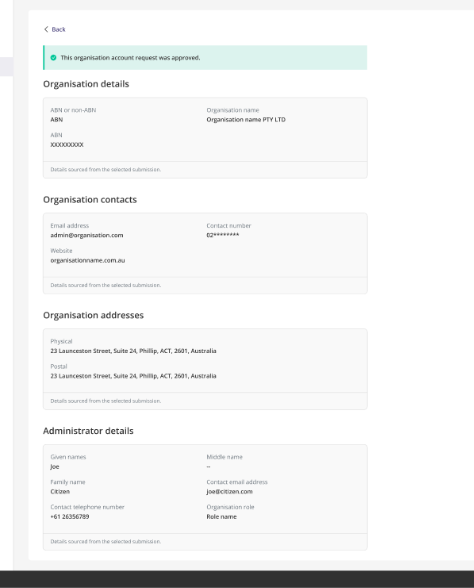 Back
This organisation account request was approved.
Organisation details
ABN or non-ABN
ABN
Organisation name
Organisation name PTY LTD
ABN
XXXXXXXXX
Details sourced from the selected submission.
Organisation contacts
Email address
admin@organisation.com
Contact number
02********
Website
organisationname.com.au
Details sourced from the selected submission.
Organisation addresses
Physical
23 Launceston Street, Suite 24, Phillip, ACT, 2601, Australia
Postal
23 Launceston Street, Suite 24, Phillip, ACT, 2601, Australia
Details sourced from the selected submission.
Administrator details
Given names
Joe
Middle name
--
Family name
Citizen
Contact email address
joe@citizen.com
Contact telephone number
+61 26356789
Organisation role
Role name
Details sourced from the selected submission.